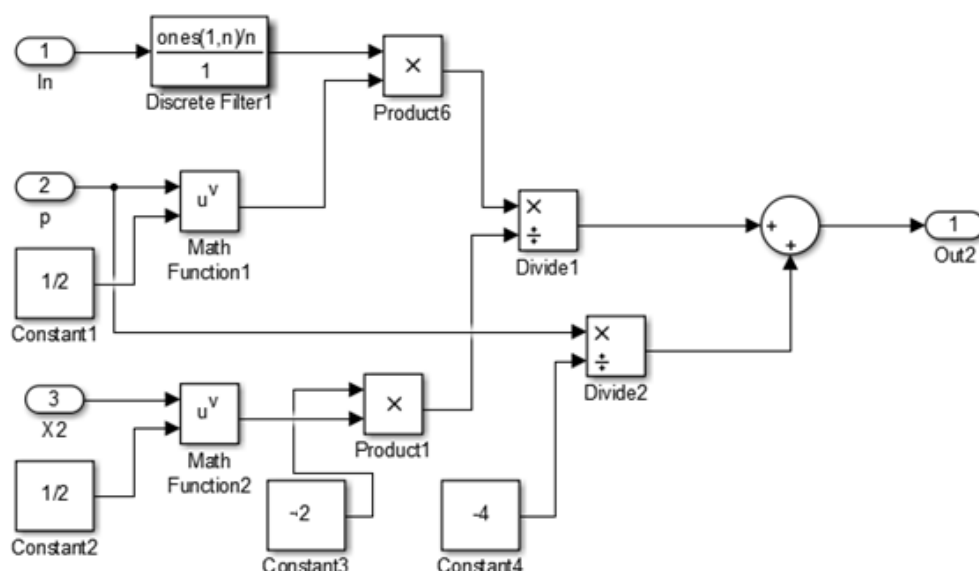 1
In
ones(1,n)/n
1
Discrete Filter1
×
Product6
2
p
u^v
Math
Function1
1/2
Constant1
×
÷
Divide1
+
+
1
Out2
×
÷
Divide2
3
X2
u^v
Math
Function2
×
Product1
1/2
Constant2
-2
Constant3
-4
Constant4